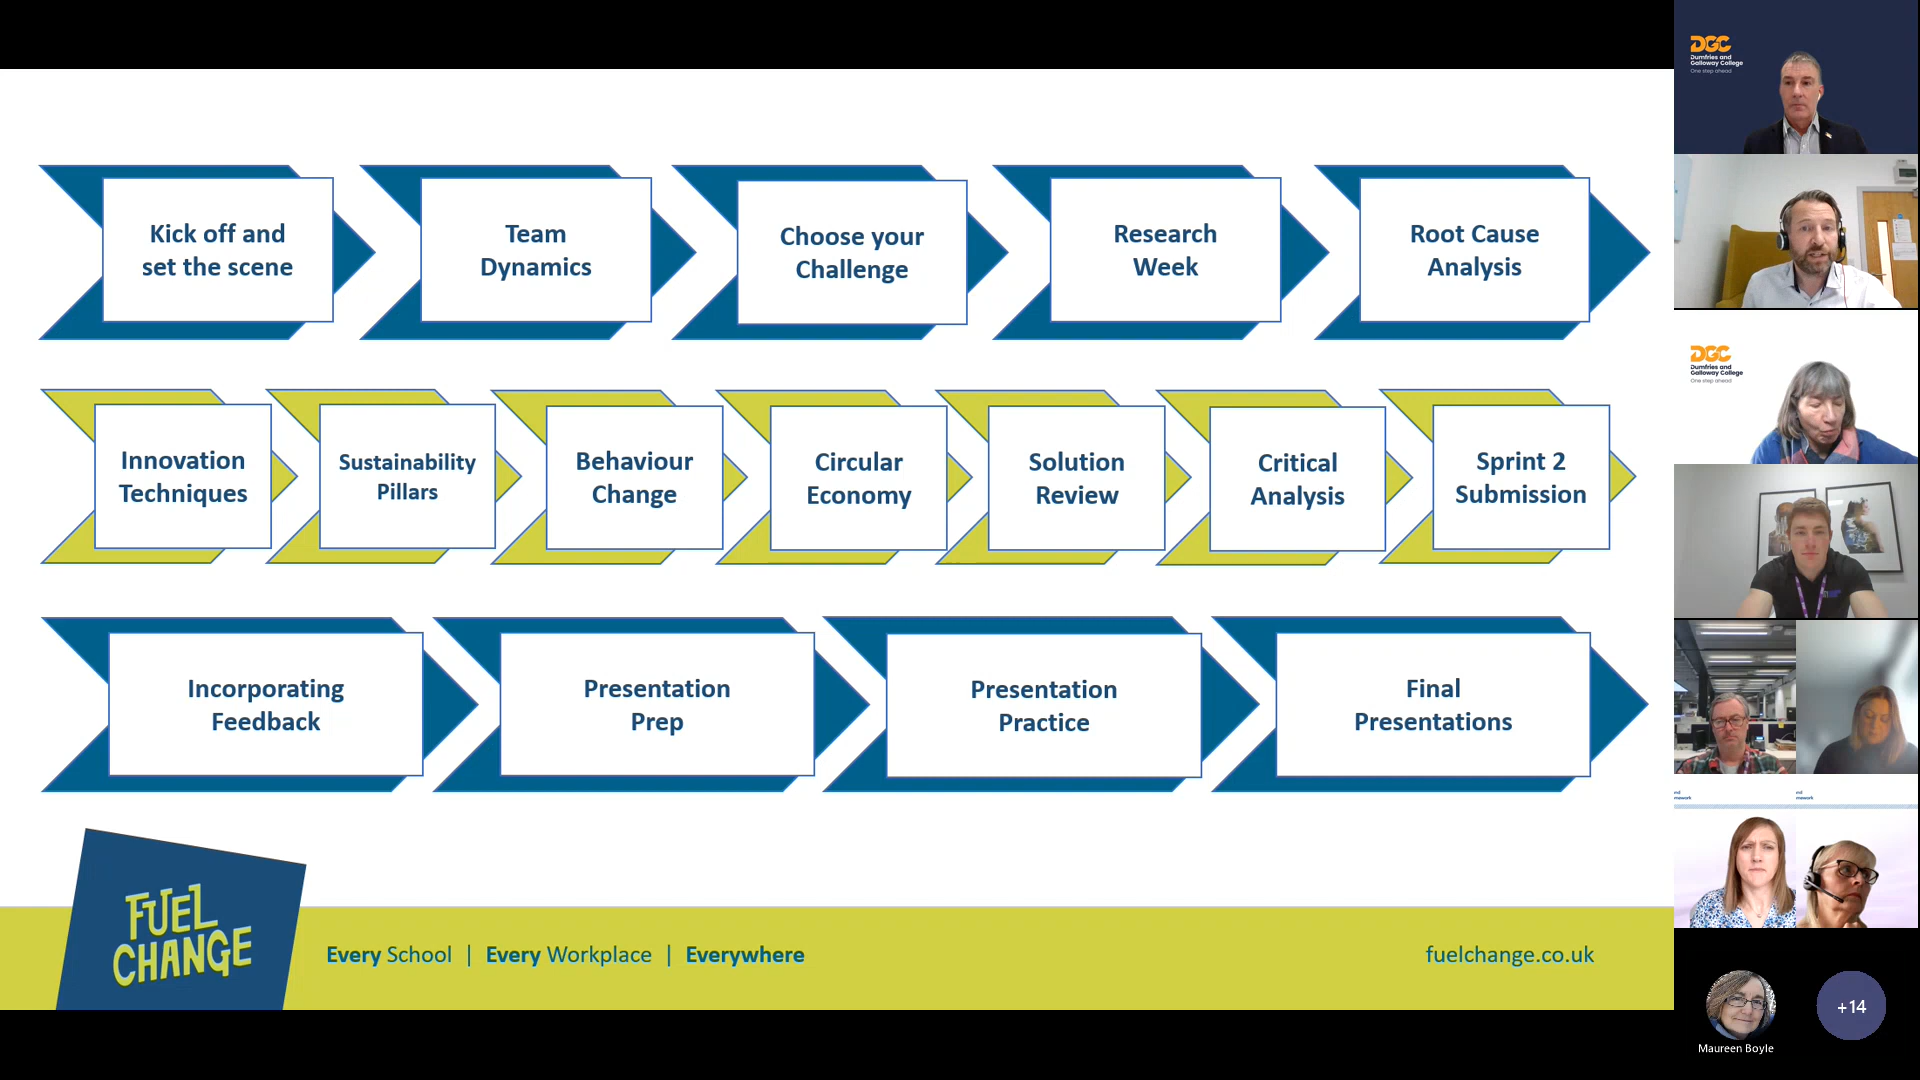 Kick off and
set the scene
Team
Dynamics
Choose your
Challenge
Research
Week
Root Cause
Analysis
Innovation
Techniques
Sustainability
Pillars
Behaviour
Change
Circular
Economy
Solution
Review
Critical
Analysis
Sprint 2
Submission
Incorporating
Feedback
Presentation
Prep
Presentation
Practice
Final
Presentations
FUEL
CHANGE
Every School | Every Workplace | Everywhere
fuelchange.co.uk
DGC
Dumfries and
Galloway College
One step ahead
DGC
Dumfries and
Galloway College
One step ahead
Maureen Boyle
+14